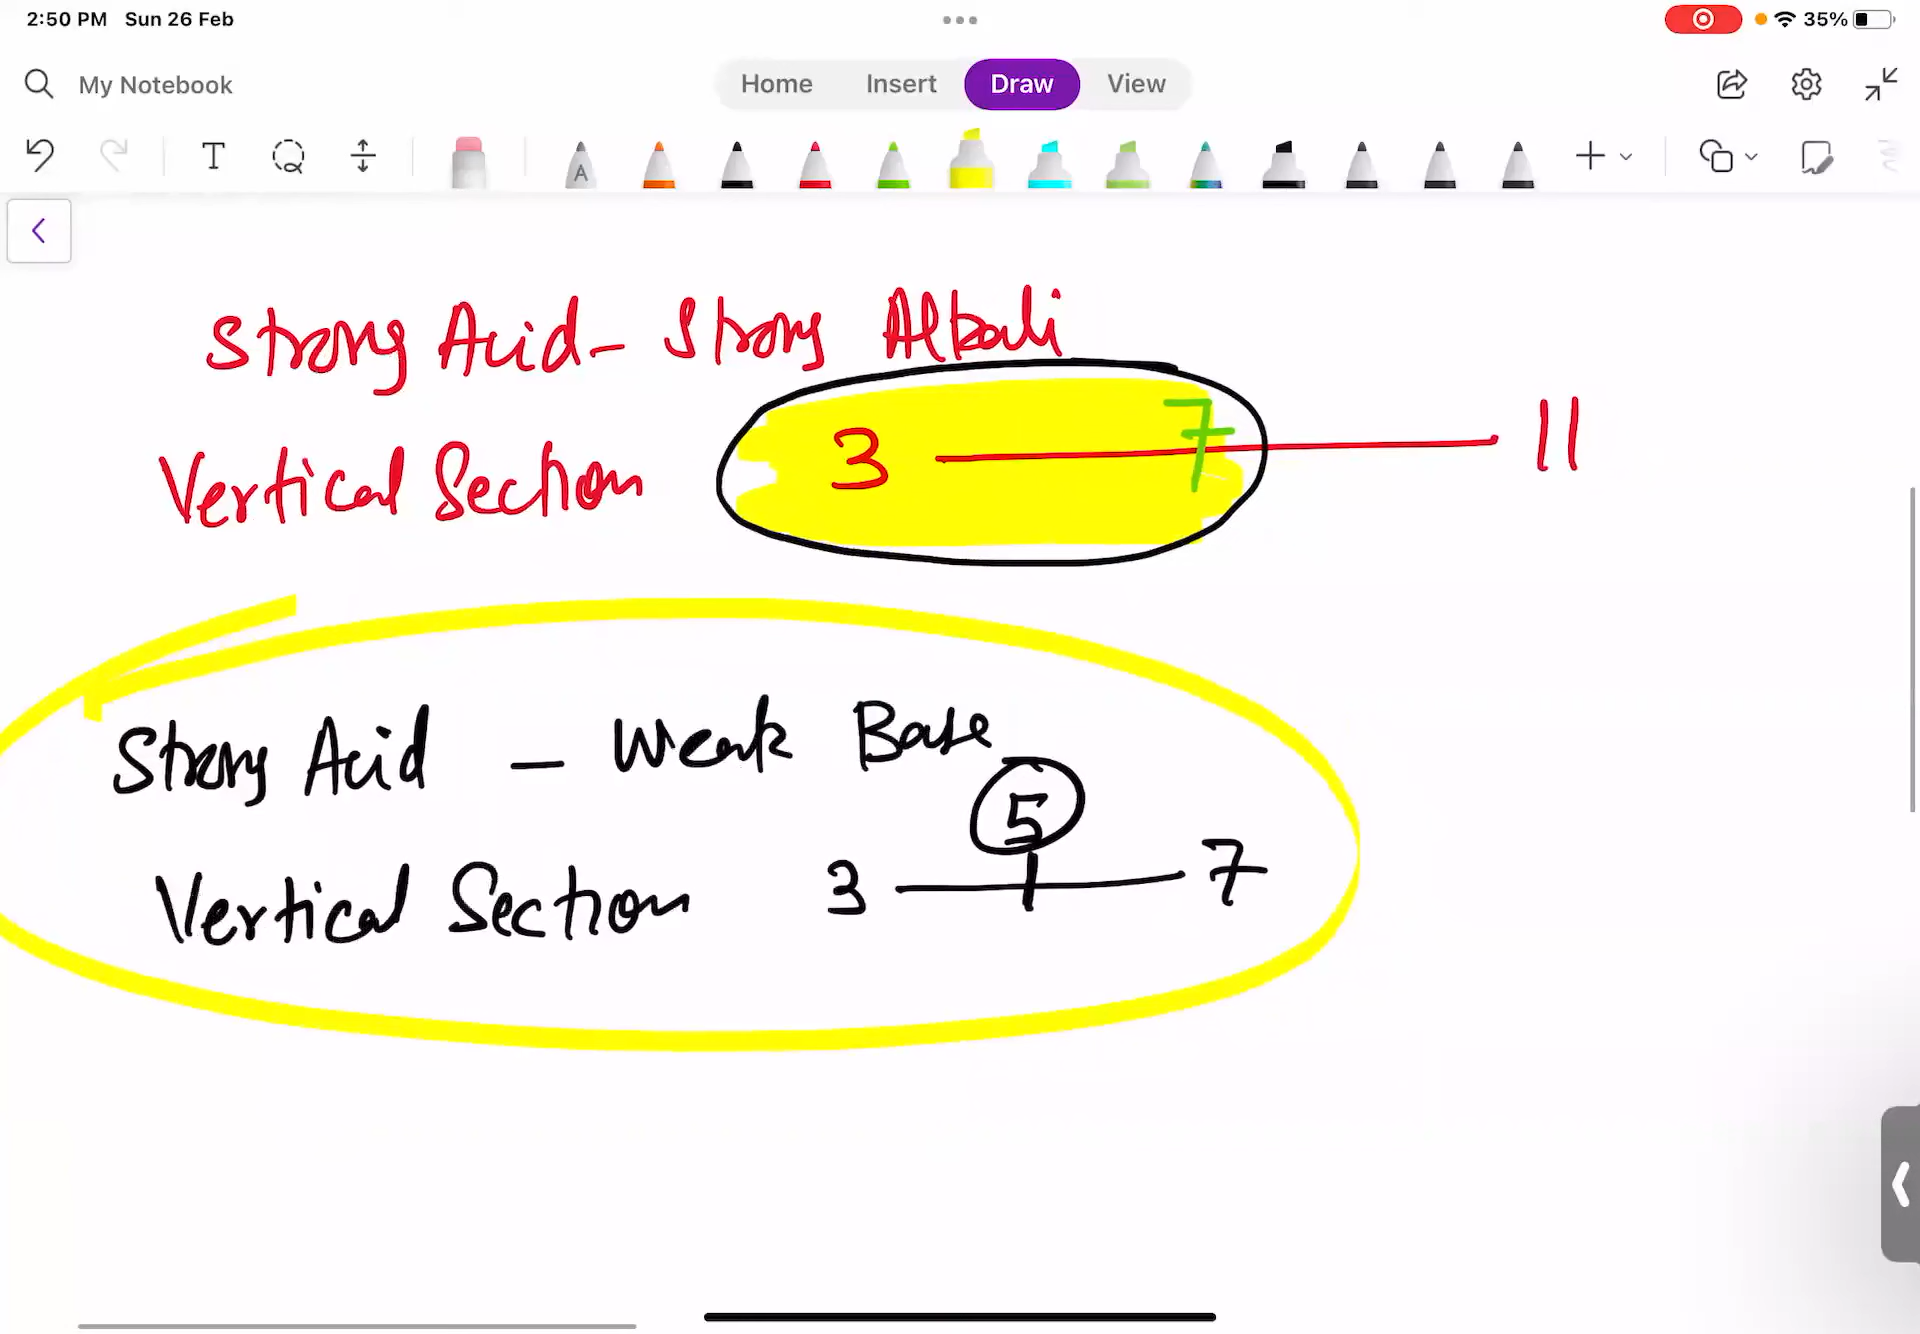 2:50 PM Sun 26 Feb
35%
My Notebook
Home Insert Draw View
T
A
Strong Acid - Strong Alkali
Vertical Section 3 7 11
Strong Acid - Weak Base
5
Vertical Section 3 7